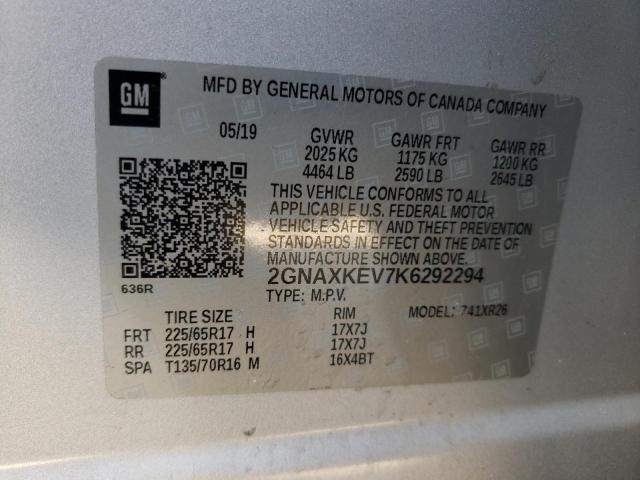 GM
MFD BY GENERAL MOTORS OF CANADA COMPANY
05/19 GVWR GAWR FRT GAWR RR
2025 KG 1175 KG 1200 KG
4464 LB 2590 LB 2645 LB
THIS VEHICLE CONFORMS TO ALL
APPLICABLE U.S. FEDERAL MOTOR
VEHICLE SAFETY AND THEFT PREVENTION
STANDARDS IN EFFECT ON THE DATE OF
MANUFACTURE SHOWN ABOVE.
2GNAXKEV7K6292294
636R
TYPE: M.P.V. MODEL: 741XR26
TIRE SIZE RIM
FRT 225/65R17 H 17X7J
RR 225/65R17 H 17X7J
SPA T135/70R16 M 16X4BT